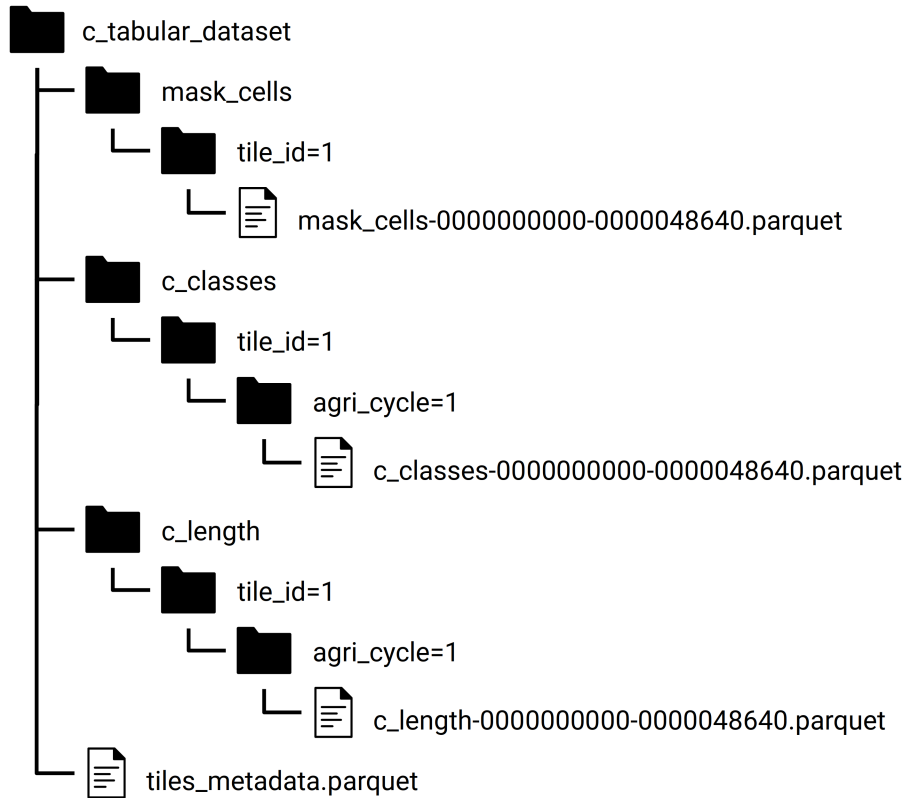 c_tabular_dataset
mask_cells
tile_id=1
mask_cells-0000000000-0000048640.parquet
c_classes
tile_id=1
agri_cycle=1
c_classes-0000000000-0000048640.parquet
c_length
tile_id=1
agri_cycle=1
c_length-0000000000-0000048640.parquet
tiles_metadata.parquet